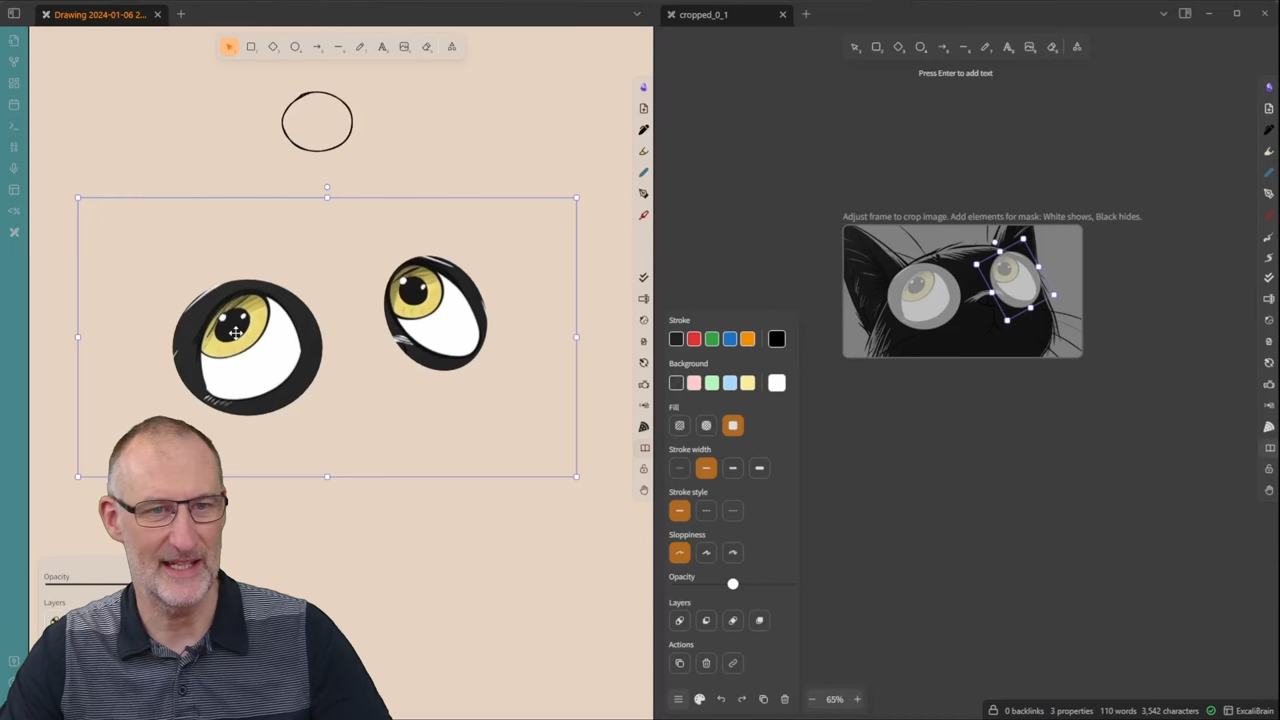 Drawing 2024-01-06 2...
cropped_0_1
Press Enter to add text
Adjust frame to crop image. Add elements for mask: White shows, Black hides.
Stroke
Background
Fill
Stroke width
Stroke style
Sloppiness
Opacity
Layers
Actions
Opacity
Layers
65%
0 backlinks 3 properties 110 words 3,542 characters ExcaliBrain